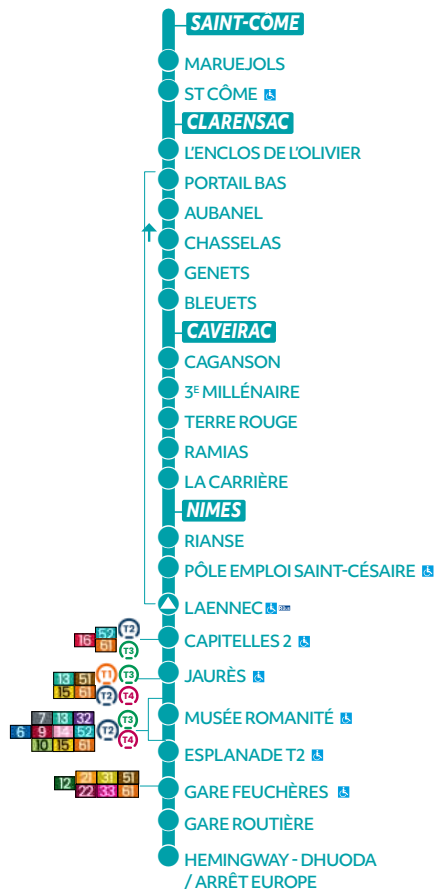 SAINT-CÔME
MARUEJOLS
ST CÔME
CLARENSAC
L'ENCLOS DE L'OLIVIER
PORTAIL BAS
AUBANEL
CHASSELAS
GENETS
BLEUETS
CAVEIRAC
CAGANSON
3E MILLÉNAIRE
TERRE ROUGE
RAMIAS
LA CARRIÈRE
NIMES
RIANSE
PÔLE EMPLOI SAINT-CÉSAIRE
LAENNEC
16 52 61 T2 T3
CAPITELLES 2
13 51 T1 T3
15 61 T2 T4
JAURÈS
7 13 32 T3
6 9 14 52 T2
10 15 61 T4
MUSÉE ROMANITÉ
ESPLANADE T2
12 21 31 51
22 33 61
GARE FEUCHÈRES
GARE ROUTIÈRE
HEMINGWAY - DHUODA
/ ARRÊT EUROPE